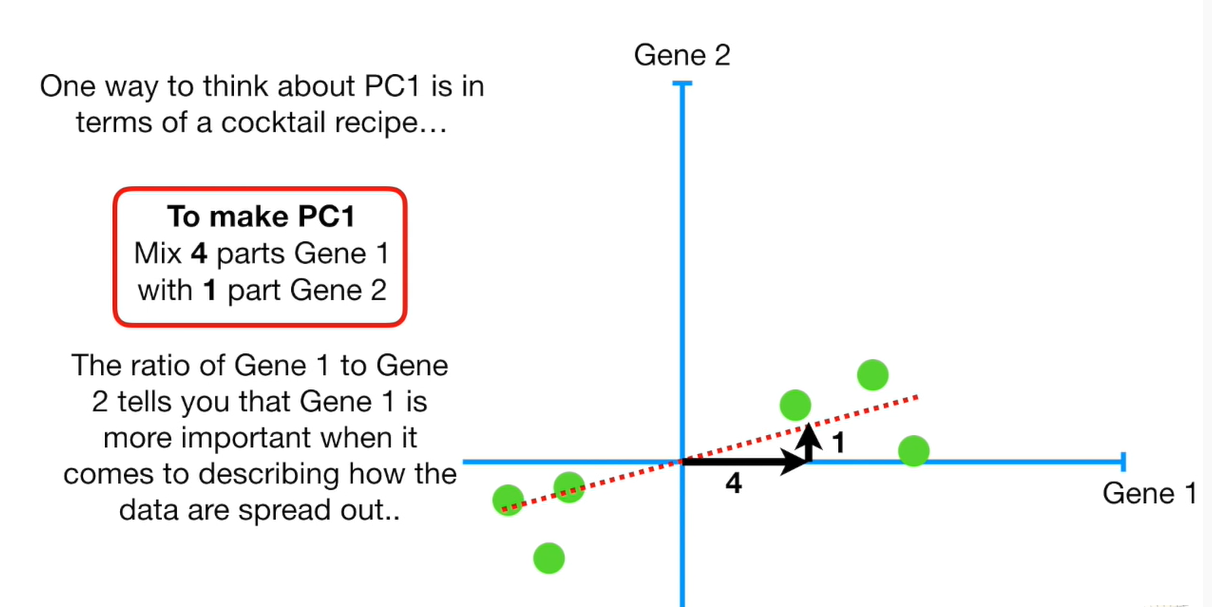 Gene 2
One way to think about PC1 is in
terms of a cocktail recipe…
To make PC1
Mix 4 parts Gene 1
with 1 part Gene 2
The ratio of Gene 1 to Gene
2 tells you that Gene 1 is
more important when it
comes to describing how the
data are spread out..
1
4
Gene 1